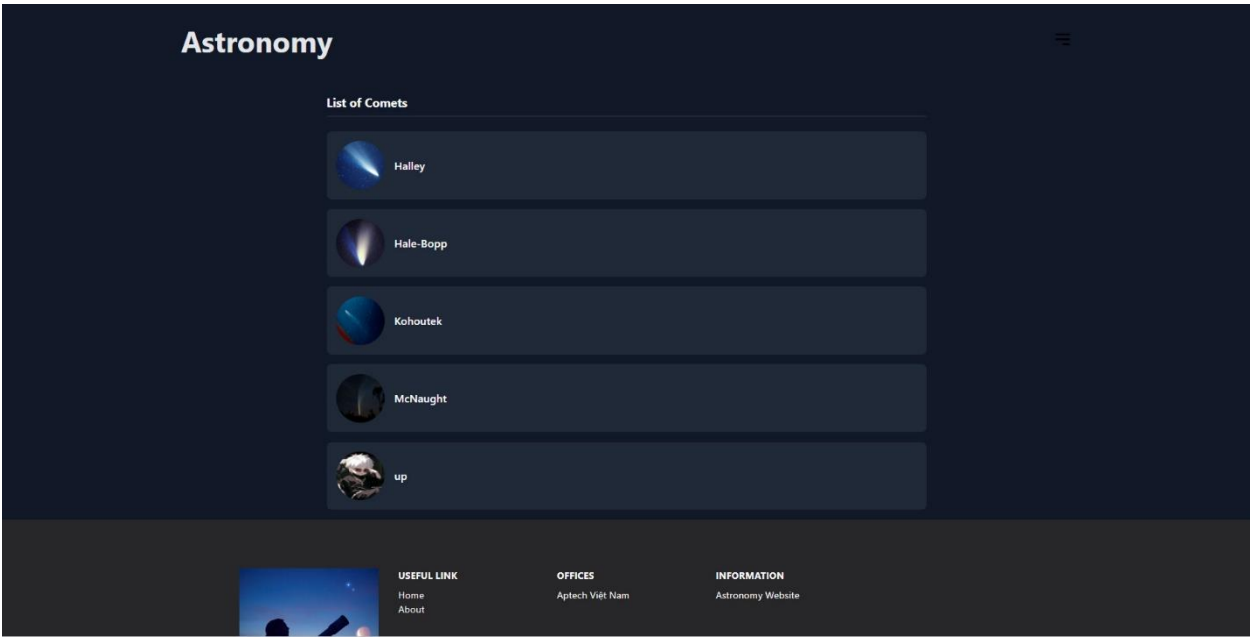 Astronomy
List of Comets
Halley
Hale-Bopp
Kohoutek
McNaught
up
USEFUL LINK
Home
About
OFFICES
Aptech Việt Nam
INFORMATION
Astronomy Website